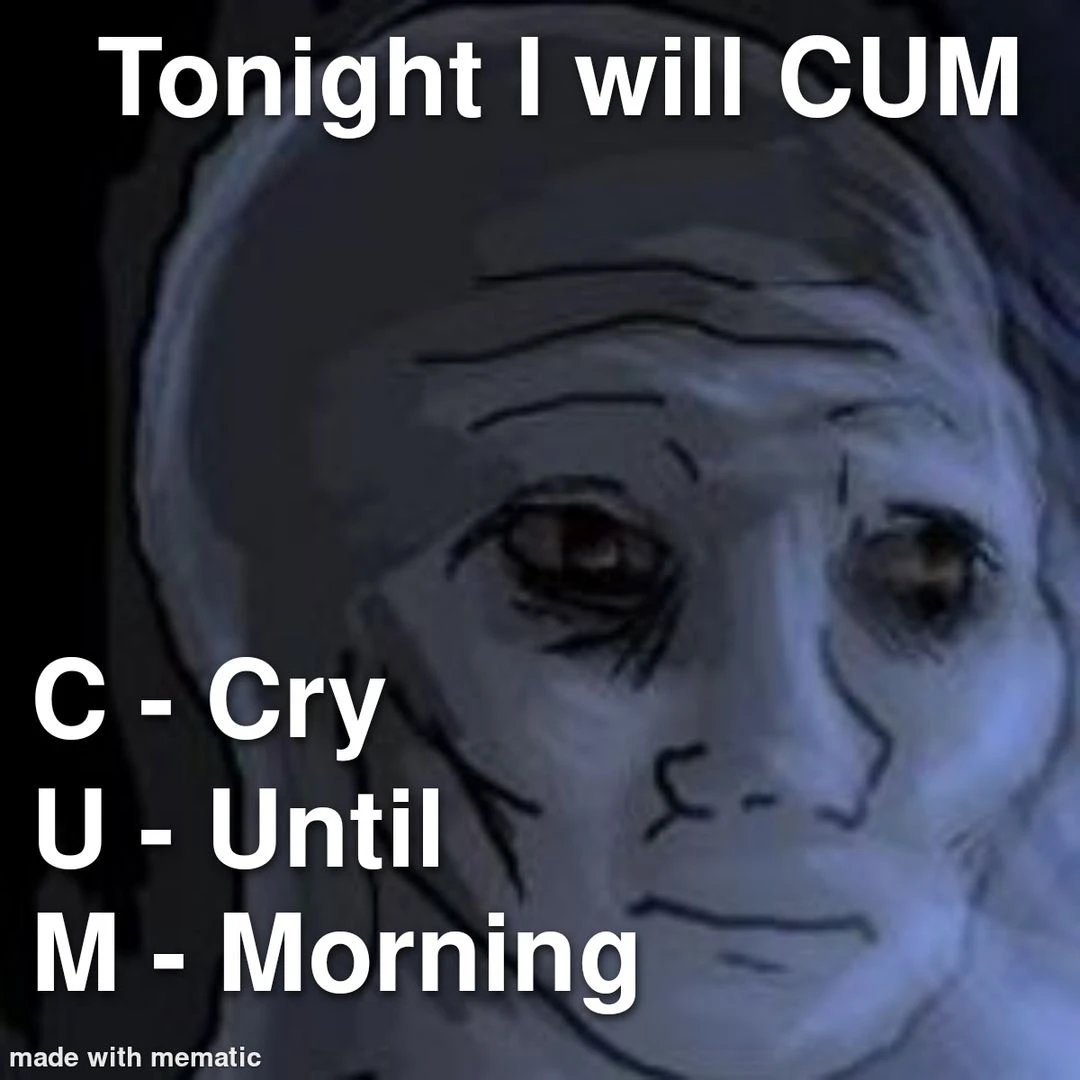 Tonight I will CUM
C - Cry
U - Until
M - Morning
made with mematic